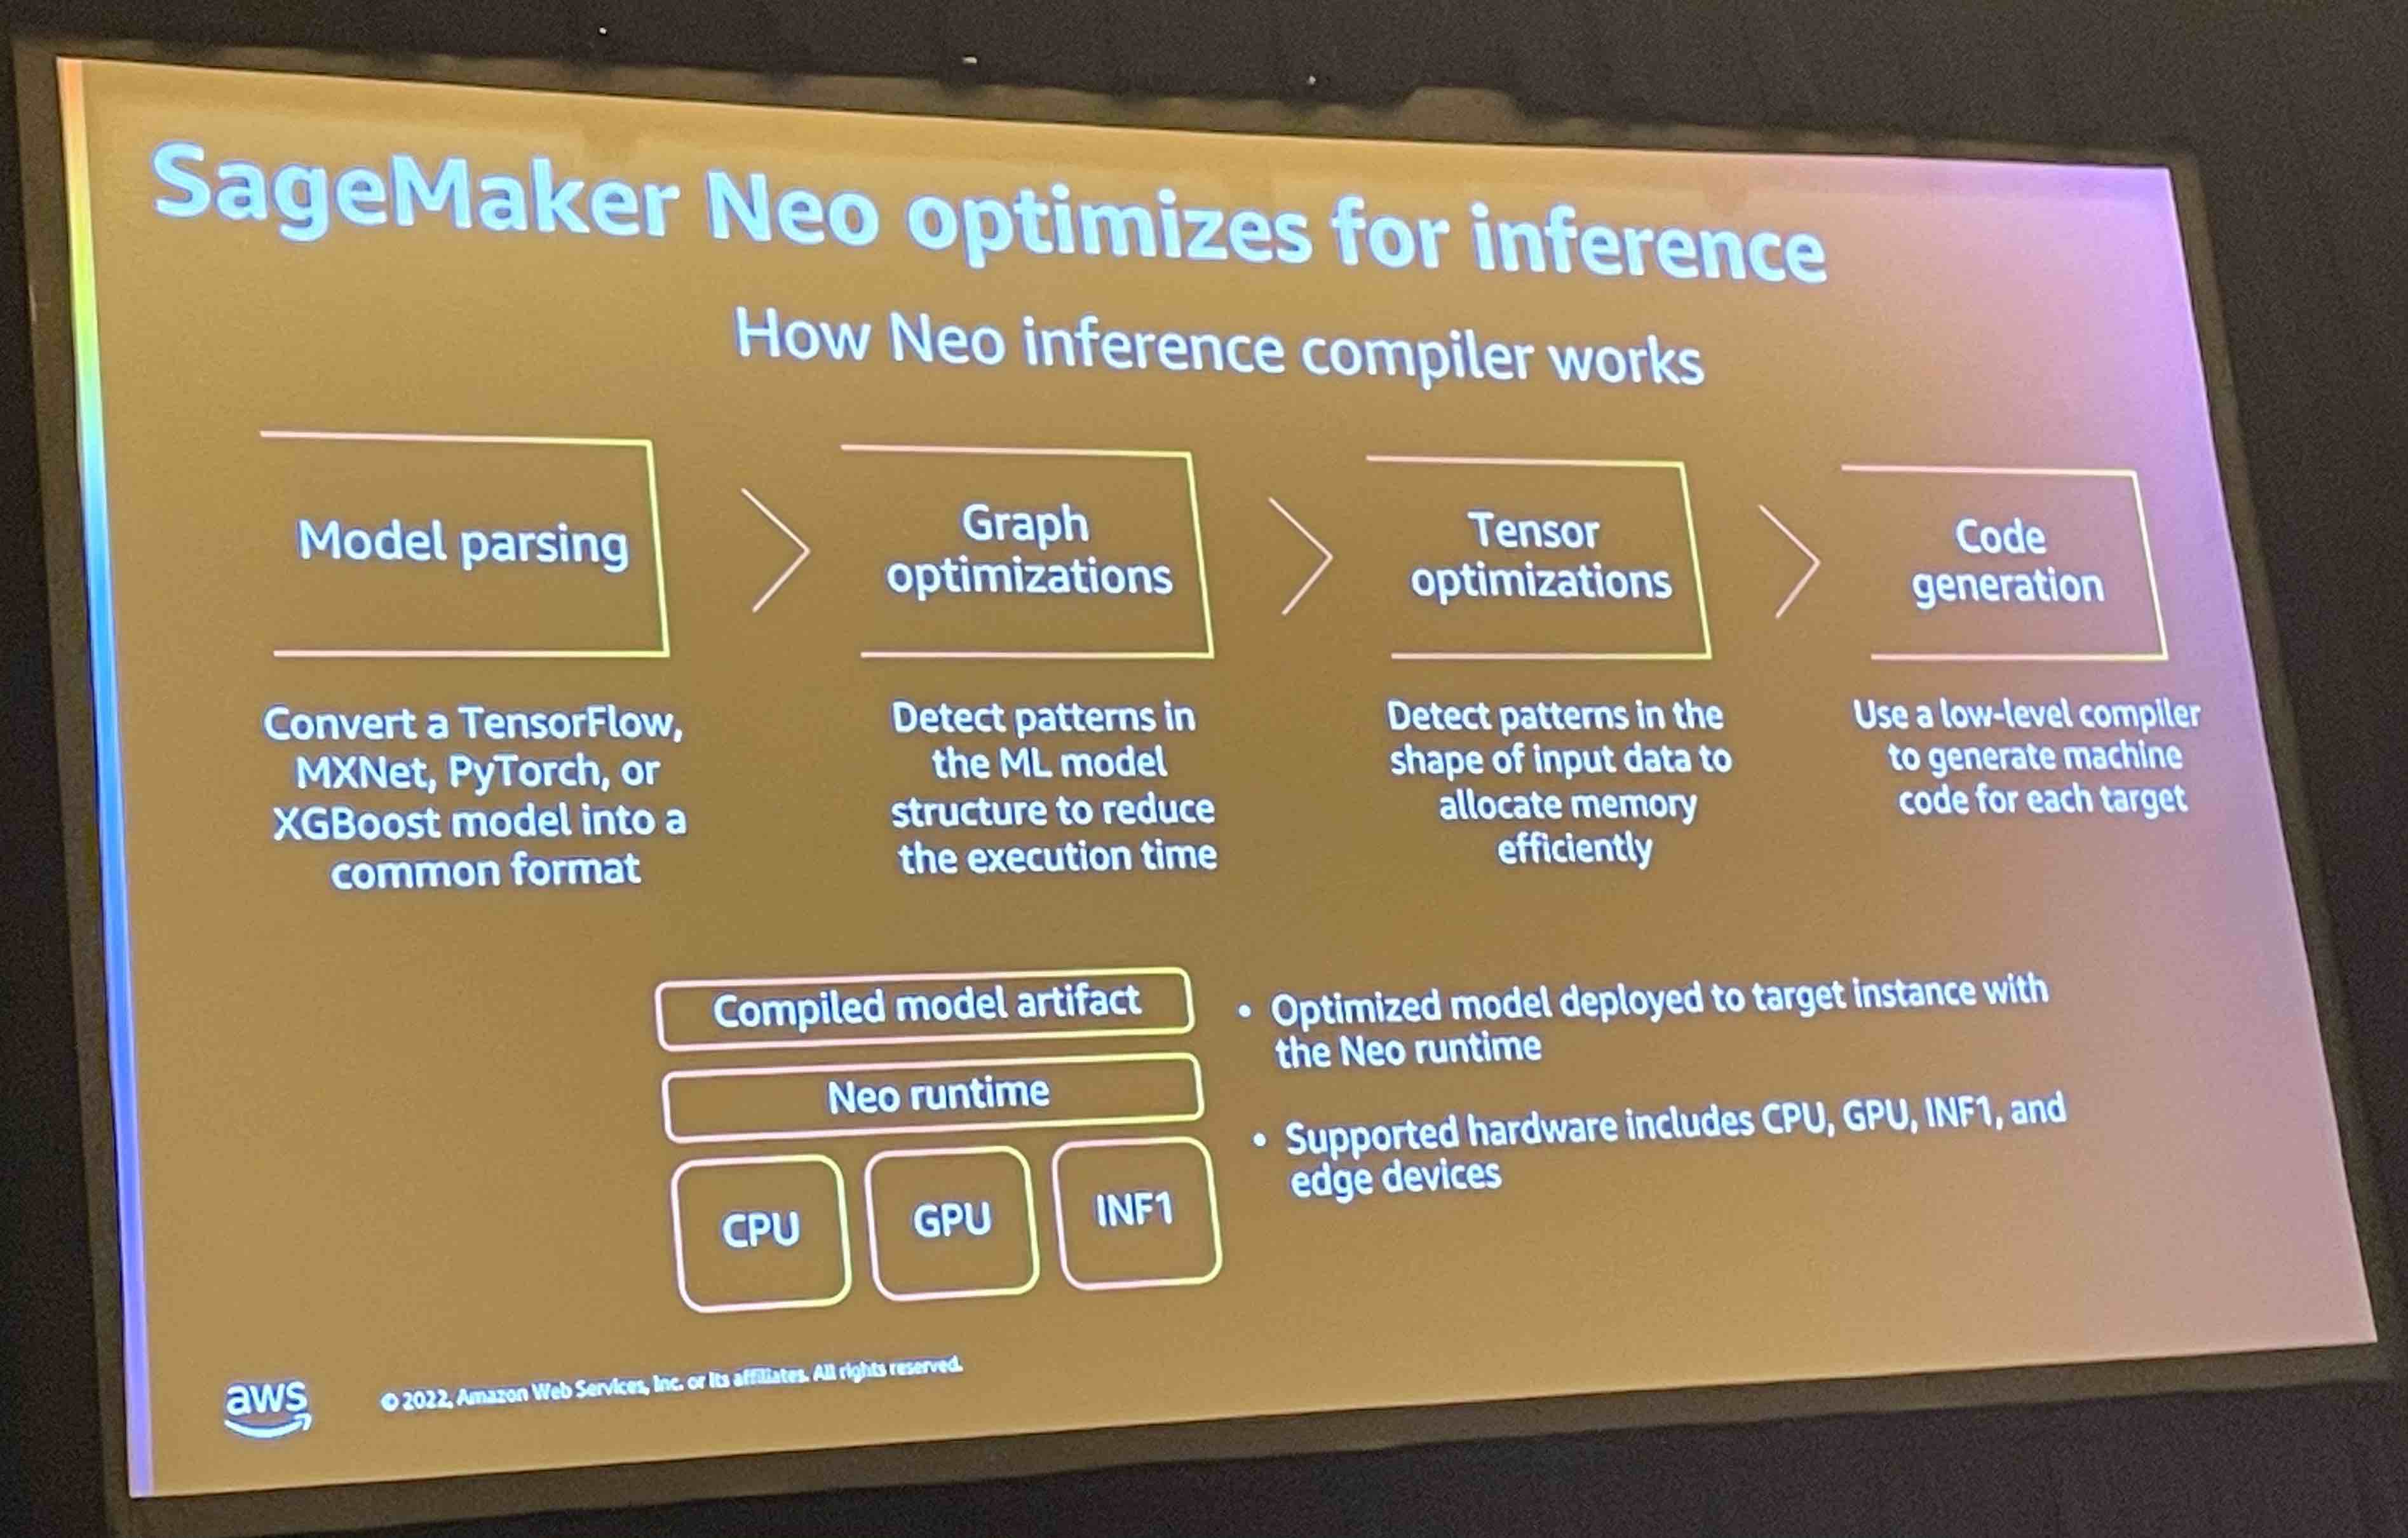 SageMaker Neo optimizes for inference
How Neo inference compiler works
Model parsing
Convert a TensorFlow,
MXNet, PyTorch, or
XGBoost model into a
common format
Graph
optimizations
Detect patterns in
the ML model
structure to reduce
the execution time
Tensor
optimizations
Detect patterns in the
shape of input data to
allocate memory
efficiently
Code
generation
Use a low-level compiler
to generate machine
code for each target
Compiled model artifact
Neo runtime
CPU
GPU
INF1
• Optimized model deployed to target instance with
the Neo runtime
• Supported hardware includes CPU, GPU, INF1, and
edge devices
aws
© 2022, Amazon Web Services, Inc. or its affiliates. All rights reserved.